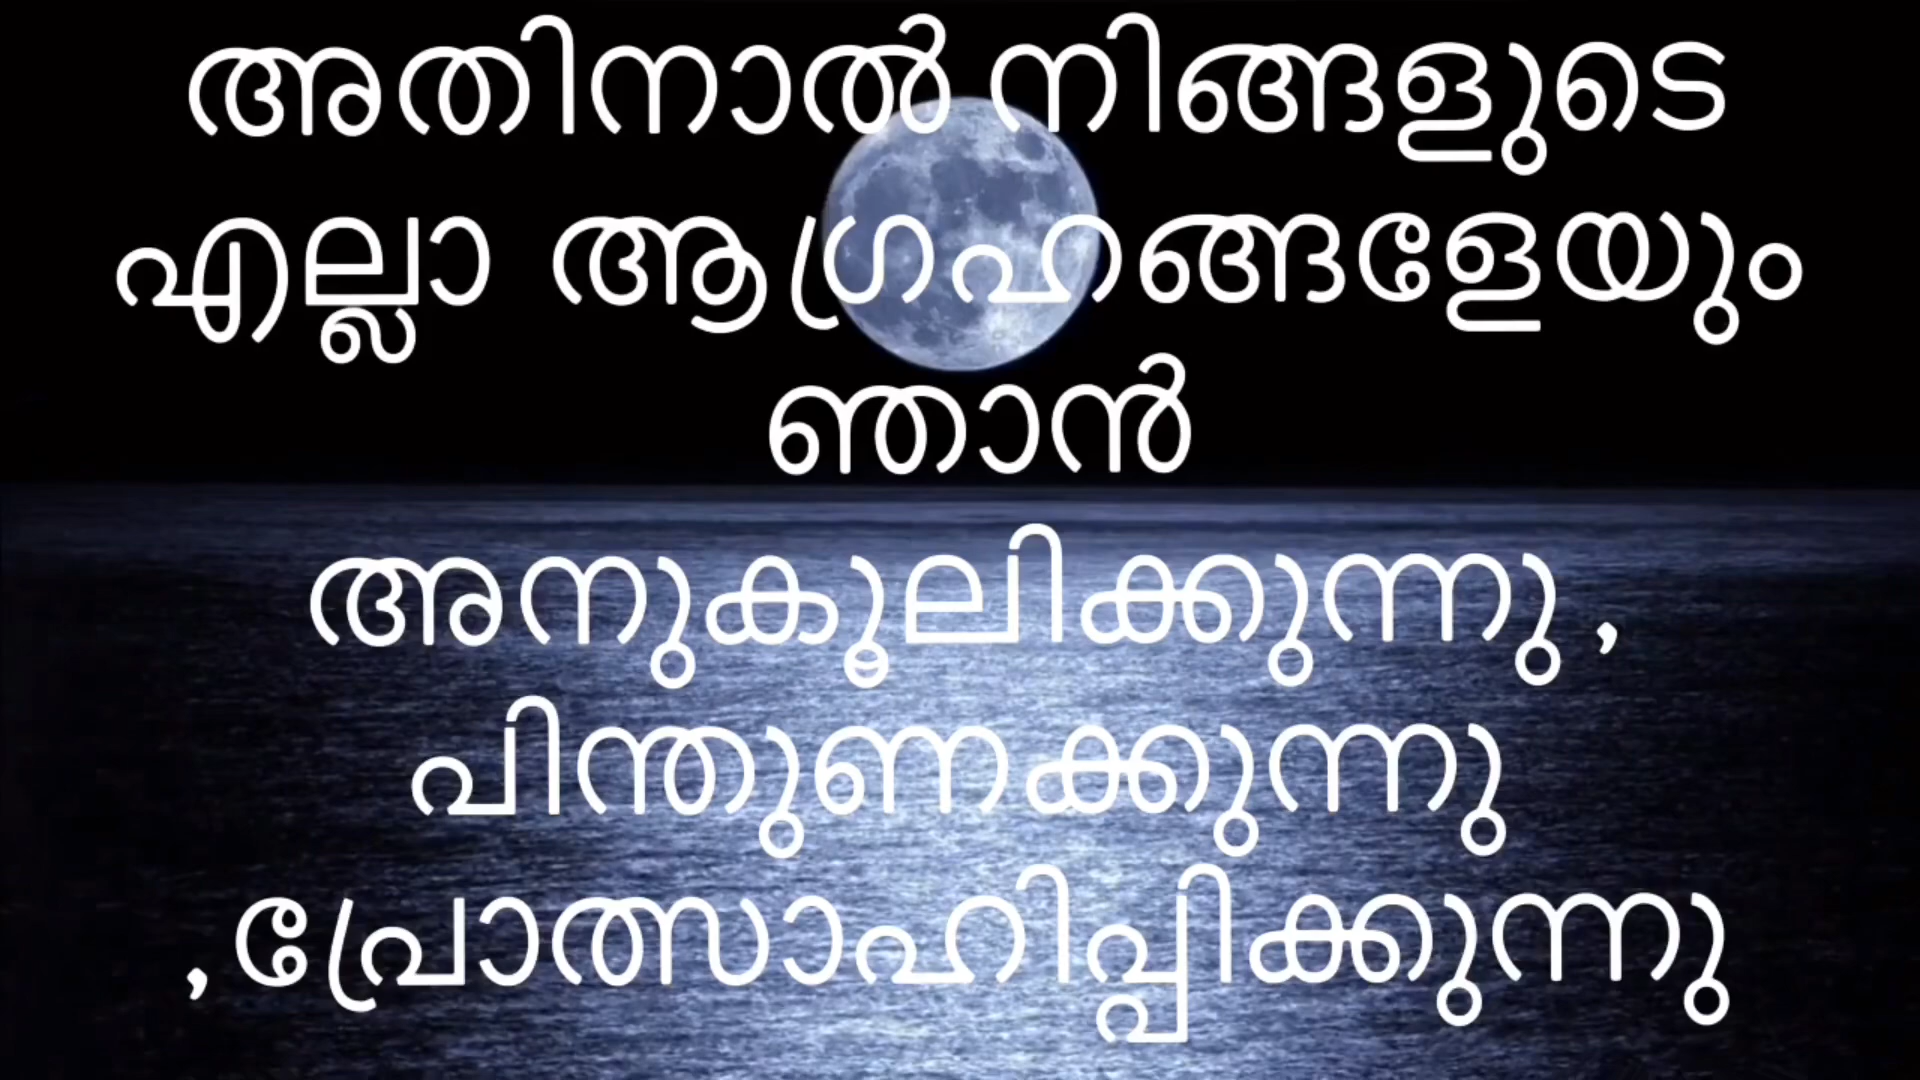 അതിനാൽ നിങ്ങളുടെ
എല്ലാ ആഗ്രഹങ്ങളേയും
ഞാൻ
അനുകൂലിക്കുന്നു ,
പിന്തുണക്കുന്നു
,പ്രോത്സാഹിപ്പിക്കുന്നു